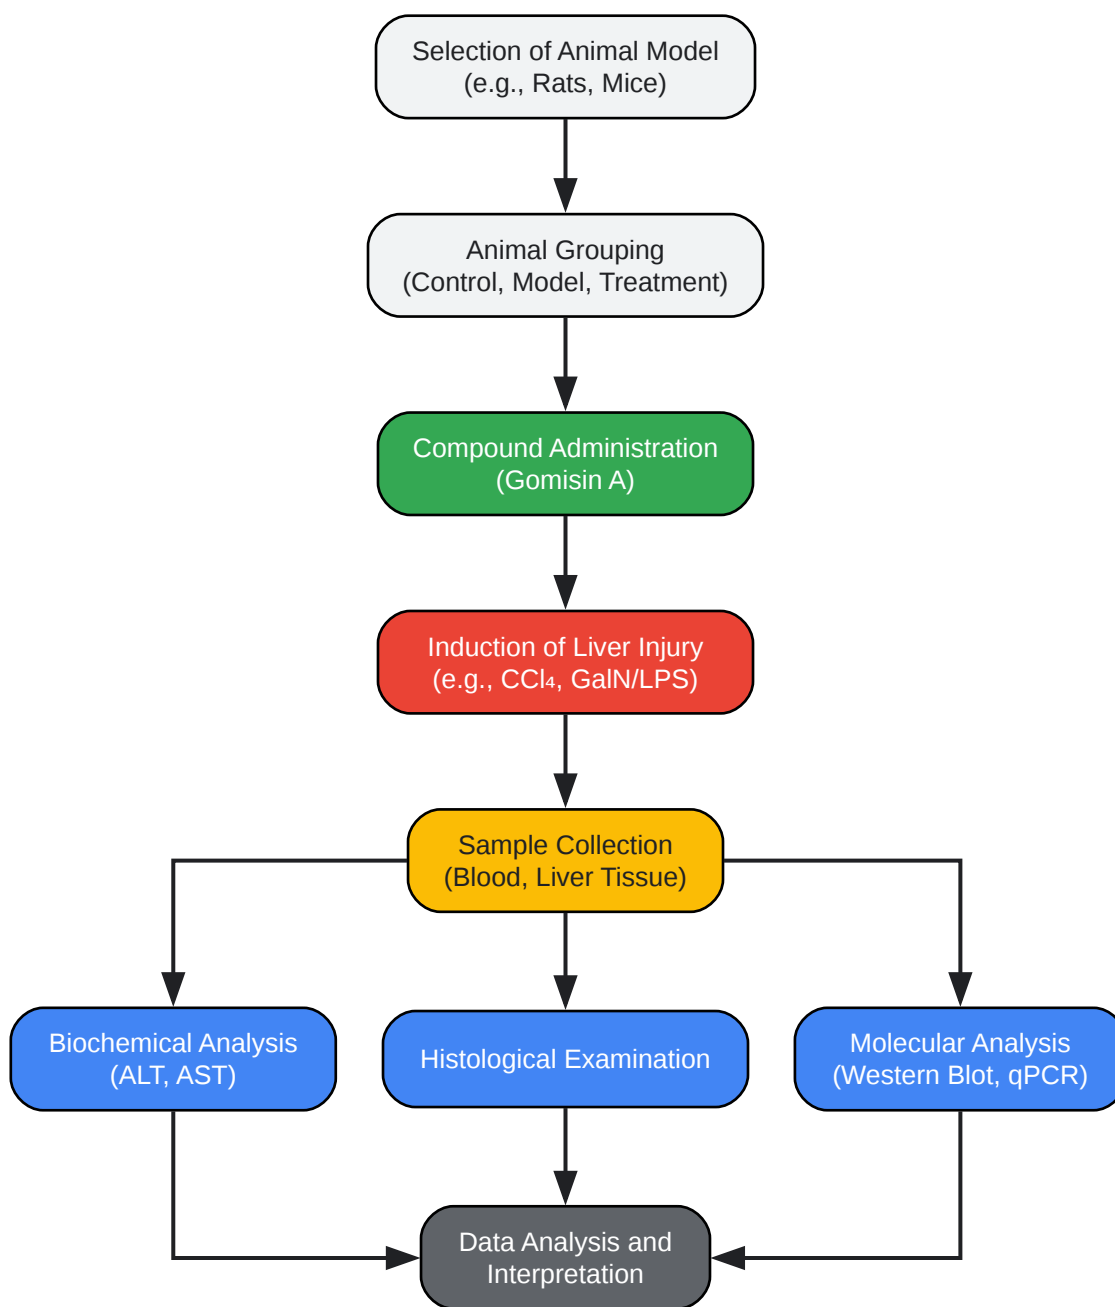 Selection of Animal Model
(e.g., Rats, Mice)
Animal Grouping
(Control, Model, Treatment)
Compound Administration
(Gomisin A)
Induction of Liver Injury
(e.g., CCl₄, GalN/LPS)
Sample Collection
(Blood, Liver Tissue)
Biochemical Analysis
(ALT, AST)
Histological Examination
Molecular Analysis
(Western Blot, qPCR)
Data Analysis and
Interpretation